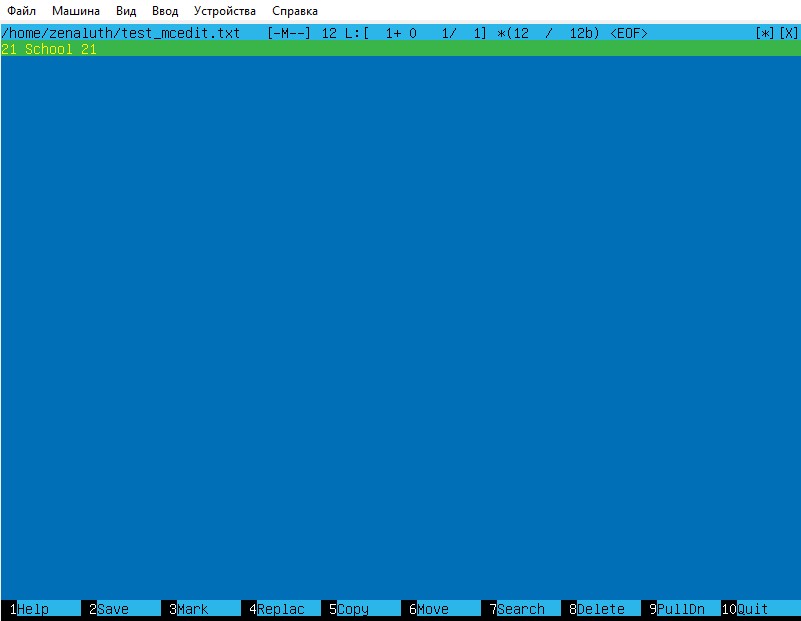 Файл Машина Вид Ввод Устройства Справка
/home/zenaluth/test_mcedit.txt [-M--] 12 L:[ 1+ 0 1/ 1] *(12 / 12b) <EOF> [*][X]
21 School 21
1Help 2Save 3Mark 4Replac 5Copy 6Move 7Search 8Delete 9PullDn 10Quit